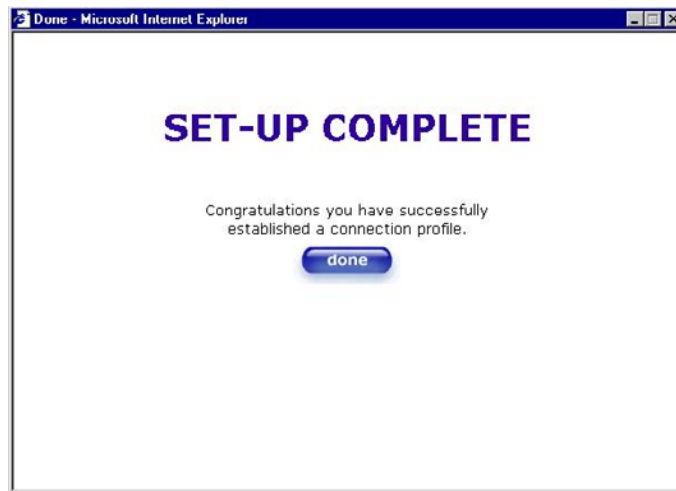 Done - Microsoft Internet Explorer
SET-UP COMPLETE
Congratulations you have successfully
established a connection profile.
done